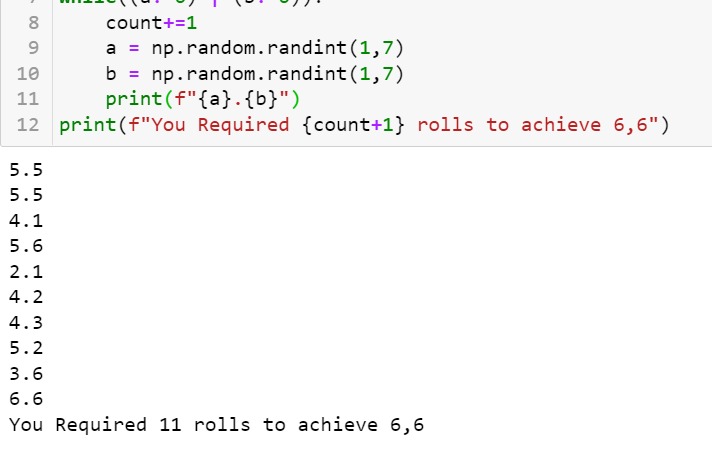 8 count+=1
9 a = np.random.randint(1,7)
10 b = np.random.randint(1,7)
11 print(f"{a}.{b}")
12 print(f"You Required {count+1} rolls to achieve 6,6")
5.5
5.5
4.1
5.6
2.1
4.2
4.3
5.2
3.6
6.6
You Required 11 rolls to achieve 6,6